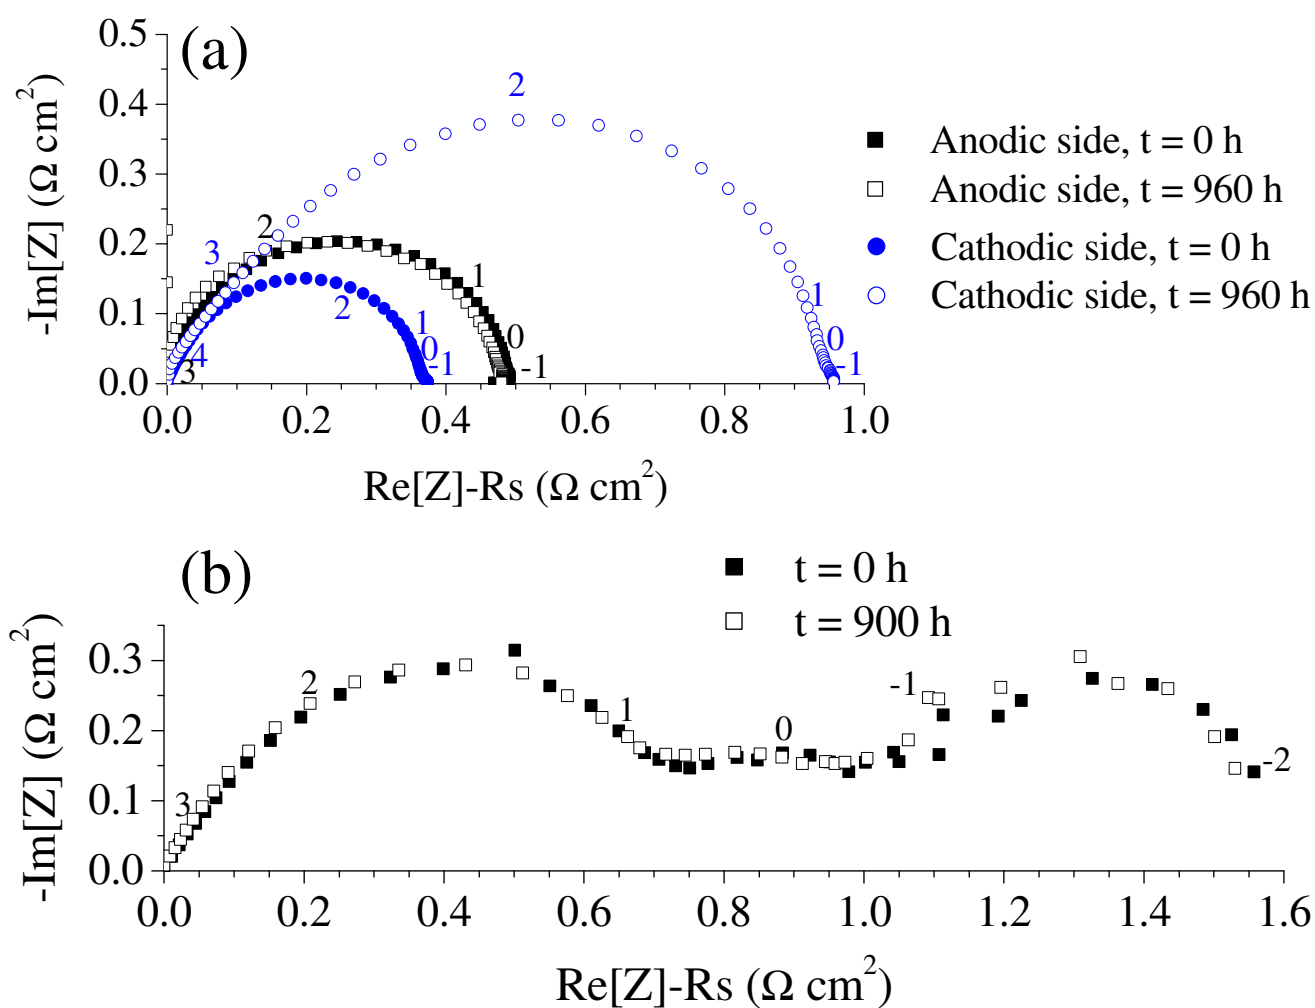 (a)
0.5
0.4
0.3
0.2
0.1
0.0
-Im[Z] (Ω cm²)
2
3
2
1
2
1
0
-1
4
3
0
-1
1
0
-1
0.0 0.2 0.4 0.6 0.8 1.0
Re[Z]-Rs (Ω cm²)
Anodic side, t = 0 h
Anodic side, t = 960 h
Cathodic side, t = 0 h
Cathodic side, t = 960 h
(b)
t = 0 h
t = 900 h
0.3
0.2
0.1
0.0
-Im[Z] (Ω cm²)
3
2
1
0
-1
-2
0.0 0.2 0.4 0.6 0.8 1.0 1.2 1.4 1.6
Re[Z]-Rs (Ω cm²)